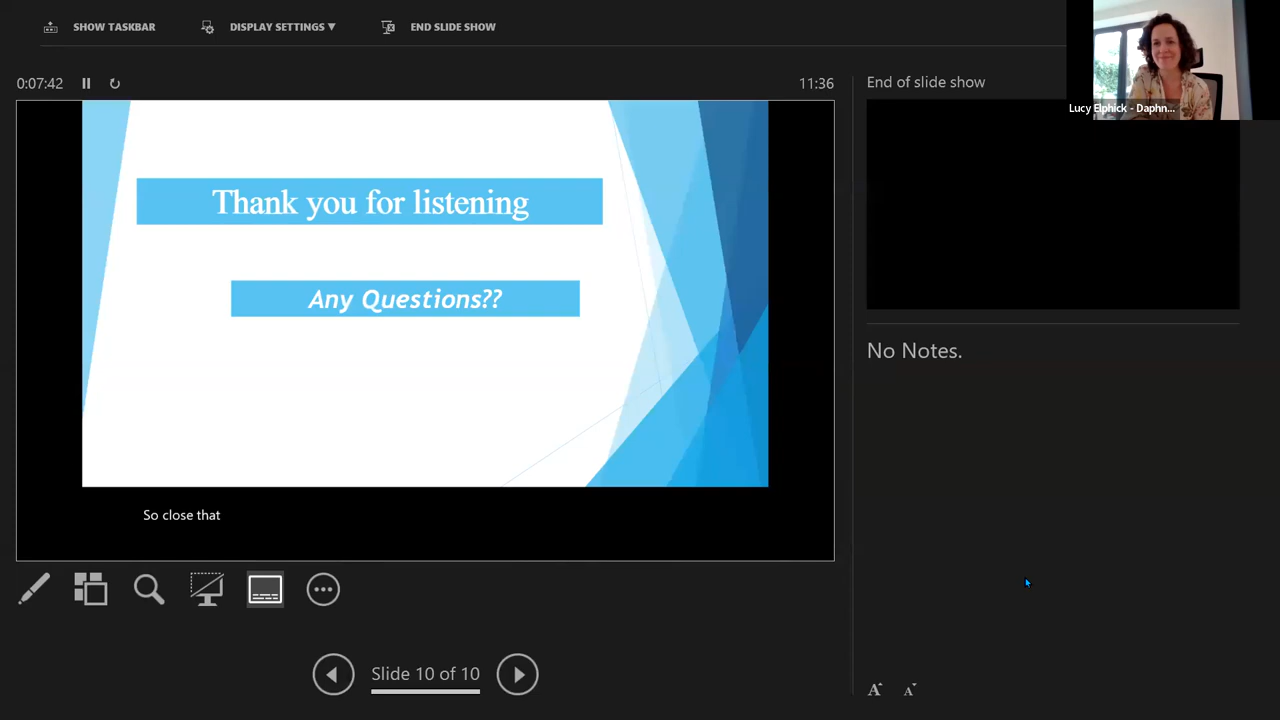 SHOW TASKBAR
DISPLAY SETTINGS ▼
END SLIDE SHOW
0:07:42
11:36
End of slide show
Lucy Elphick - Daphn...
Thank you for listening
Any Questions??
No Notes.
So close that
Slide 10 of 10
A A